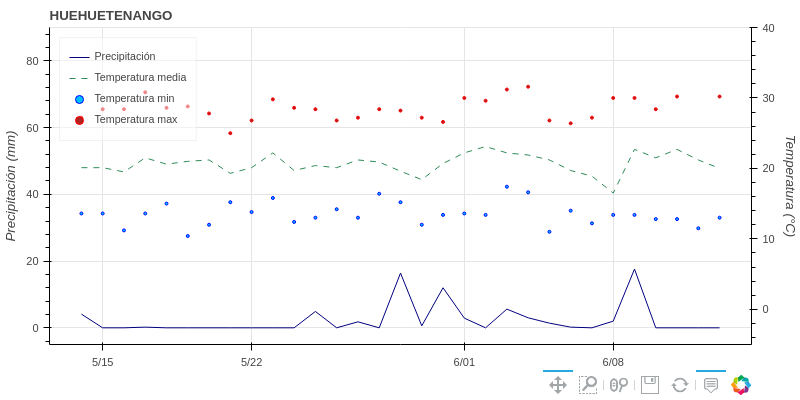 HUEHUETENANGO
Precipitación
Temperatura media
Temperatura min
Temperatura max
Precipitación (mm)
80
60
40
20
0
40
30
20
10
0
Temperatura (°C)
5/15
5/22
6/01
6/08